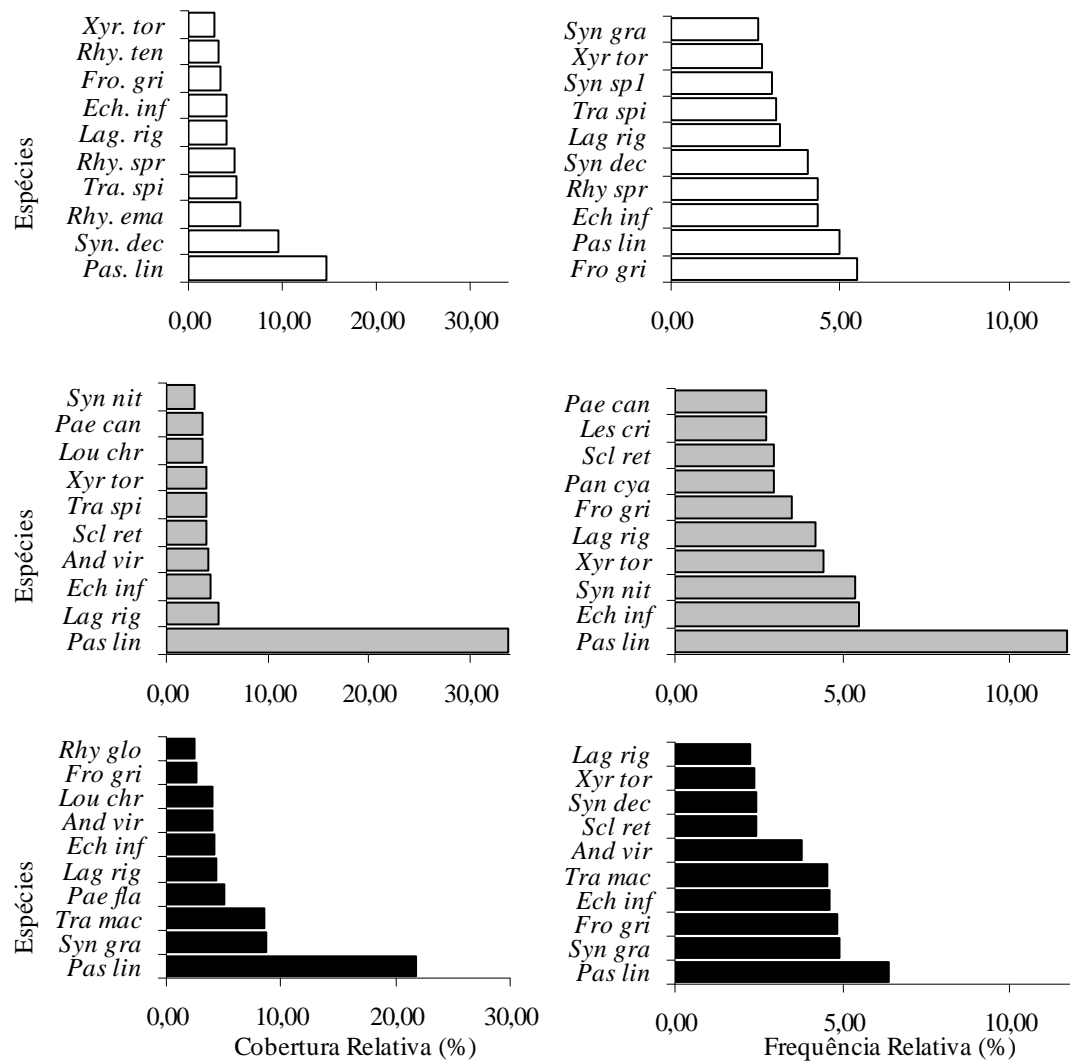 Espécies
Xyr. tor
Rhy. ten
Fro. gri
Ech. inf
Lag. rig
Rhy. spr
Tra. spi
Rhy. ema
Syn. dec
Pas. lin
0,00 10,00 20,00 30,00
Syn gra
Xyr tor
Syn sp1
Tra spi
Lag rig
Syn dec
Rhy spr
Ech inf
Pas lin
Fro gri
0,00 5,00 10,00
Espécies
Syn nit
Pae can
Lou chr
Xyr tor
Tra spi
Scl ret
And vir
Ech inf
Lag rig
Pas lin
0,00 10,00 20,00 30,00
Pae can
Les cri
Scl ret
Pan cya
Fro gri
Lag rig
Xyr tor
Syn nit
Ech inf
Pas lin
0,00 5,00 10,00
Espécies
Rhy glo
Fro gri
Lou chr
And vir
Ech inf
Lag rig
Pae fla
Tra mac
Syn gra
Pas lin
0,00 10,00 20,00 30,00
Cobertura Relativa (%)
Lag rig
Xyr tor
Syn dec
Scl ret
And vir
Tra mac
Ech inf
Fro gri
Syn gra
Pas lin
0,00 5,00 10,00
Frequência Relativa (%)